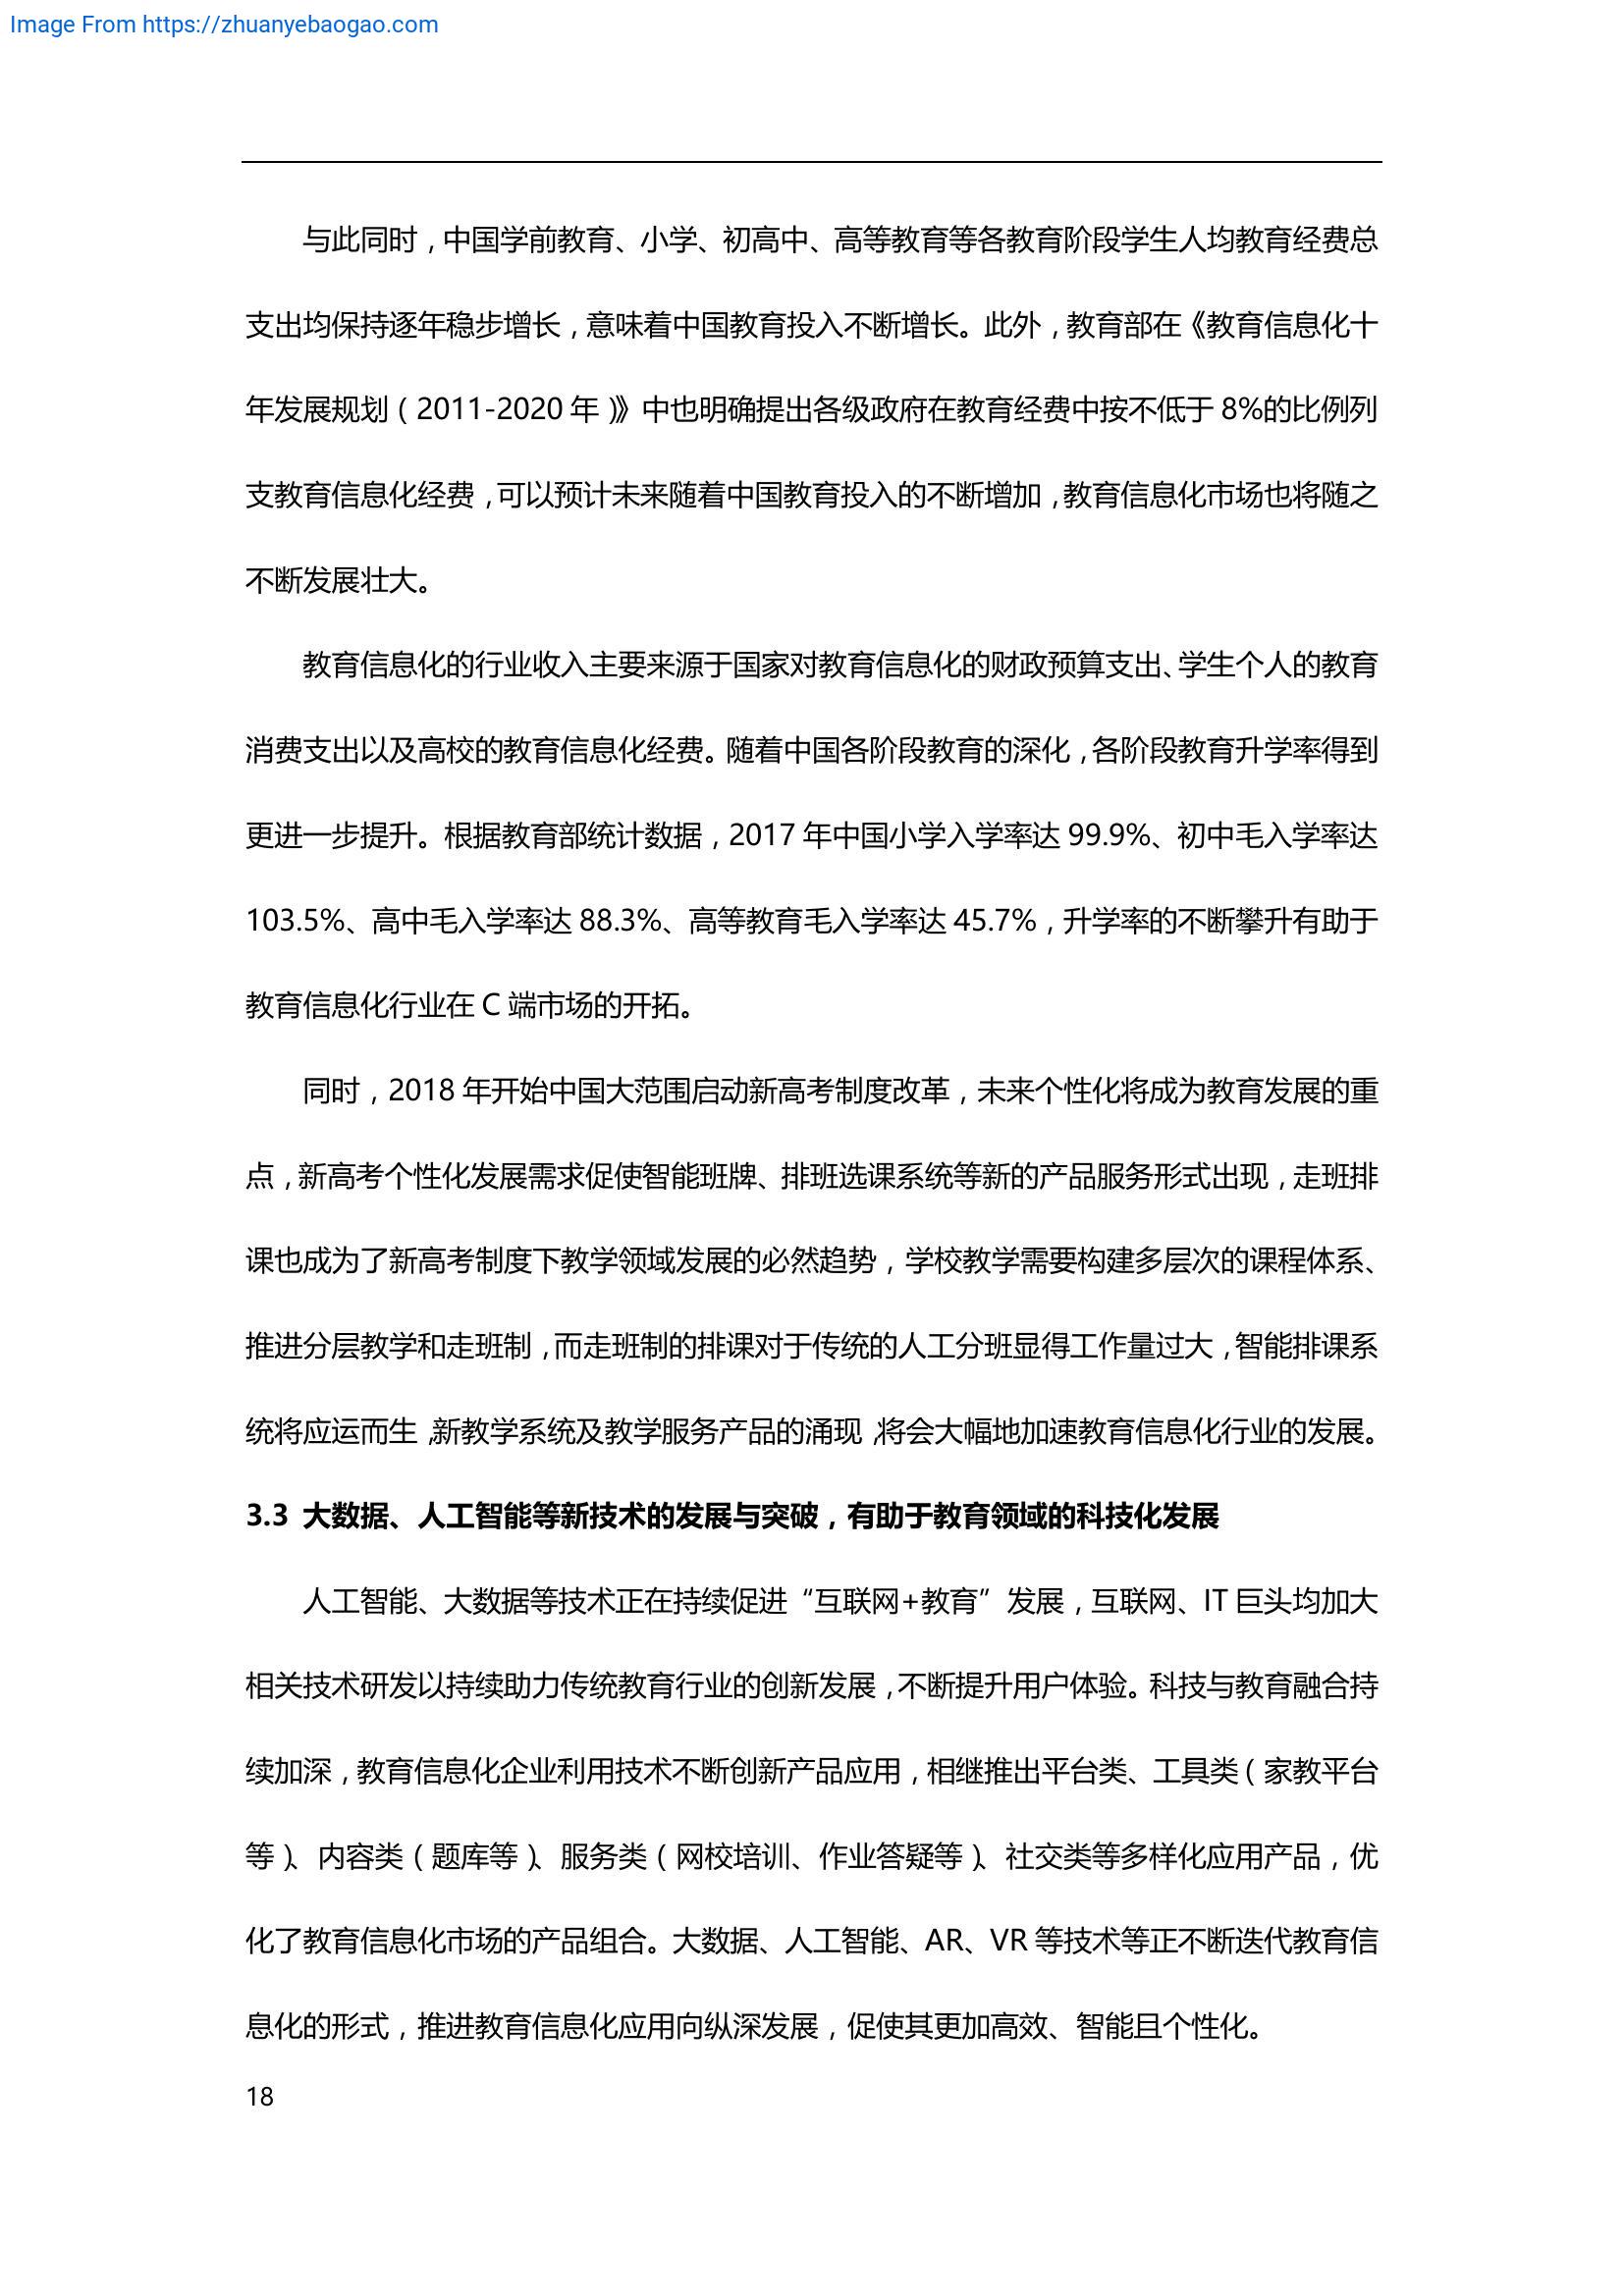 Image From https://zhuanyebaogao.com
与此同时，中国学前教育、小学、初高中、高等教育等各教育阶段学生人均教育经费总
支出均保持逐年稳步增长，意味着中国教育投入不断增长。此外，教育部在《教育信息化十
年发展规划（2011-2020 年）》中也明确提出各级政府在教育经费中按不低于 8%的比例列
支教育信息化经费，可以预计未来随着中国教育投入的不断增加，教育信息化市场也将随之
不断发展壮大。
教育信息化的行业收入主要来源于国家对教育信息化的财政预算支出、学生个人的教育
消费支出以及高校的教育信息化经费。随着中国各阶段教育的深化，各阶段教育升学率得到
更进一步提升。根据教育部统计数据，2017 年中国小学入学率达 99.9%、初中毛入学率达
103.5%、高中毛入学率达 88.3%、高等教育毛入学率达 45.7%，升学率的不断攀升有助于
教育信息化行业在 C 端市场的开拓。
同时，2018 年开始中国大范围启动新高考制度改革，未来个性化将成为教育发展的重
点，新高考个性化发展需求促使智能班牌、排班选课系统等新的产品服务形式出现，走班排
课也成为了新高考制度下教学领域发展的必然趋势，学校教学需要构建多层次的课程体系、
推进分层教学和走班制，而走班制的排课对于传统的人工分班显得工作量过大，智能排课系
统将应运而生，新教学系统及教学服务产品的涌现，将会大幅地加速教育信息化行业的发展。
3.3 大数据、人工智能等新技术的发展与突破，有助于教育领域的科技化发展
人工智能、大数据等技术正在持续促进“互联网+教育”发展，互联网、IT 巨头均加大
相关技术研发以持续助力传统教育行业的创新发展，不断提升用户体验。科技与教育融合持
续加深，教育信息化企业利用技术不断创新产品应用，相继推出平台类、工具类（家教平台
等）、内容类（题库等）、服务类（网校培训、作业答疑等）、社交类等多样化应用产品，优
化了教育信息化市场的产品组合。大数据、人工智能、AR、VR 等技术等正不断迭代教育信
息化的形式，推进教育信息化应用向纵深发展，促使其更加高效、智能且个性化。
18